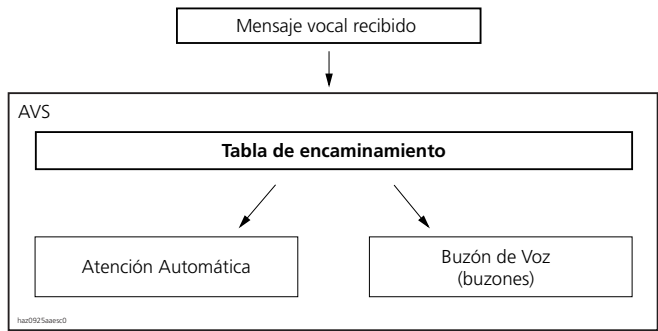 Mensaje vocal recibido
AVS
Tabla de encaminamiento
Atención Automática
Buzón de Voz
(buzones)
haz0925aaesc0